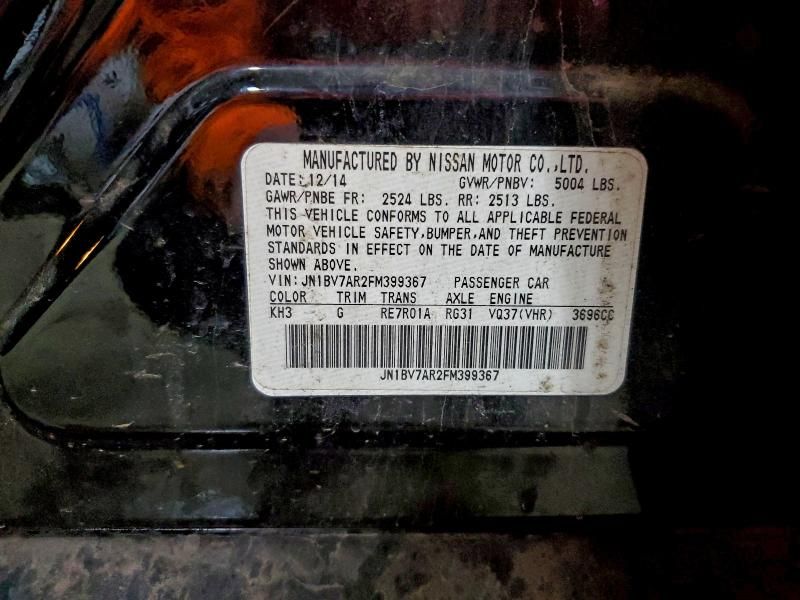 MANUFACTURED BY NISSAN MOTOR CO.,LTD.
DATE:12/14 GVWR/PNBV: 5004 LBS.
GAWR/PNBE FR: 2524 LBS. RR: 2513 LBS.
THIS VEHICLE CONFORMS TO ALL APPLICABLE FEDERAL
MOTOR VEHICLE SAFETY,BUMPER,AND THEFT PREVENTION
STANDARDS IN EFFECT ON THE DATE OF MANUFACTURE
SHOWN ABOVE.
VIN:JN1BV7AR2FM399367 PASSENGER CAR
COLOR TRIM TRANS AXLE ENGINE
KH3 G RE7R01A RG31 VQ37(VHR) 3696CC
JN1BV7AR2FM399367